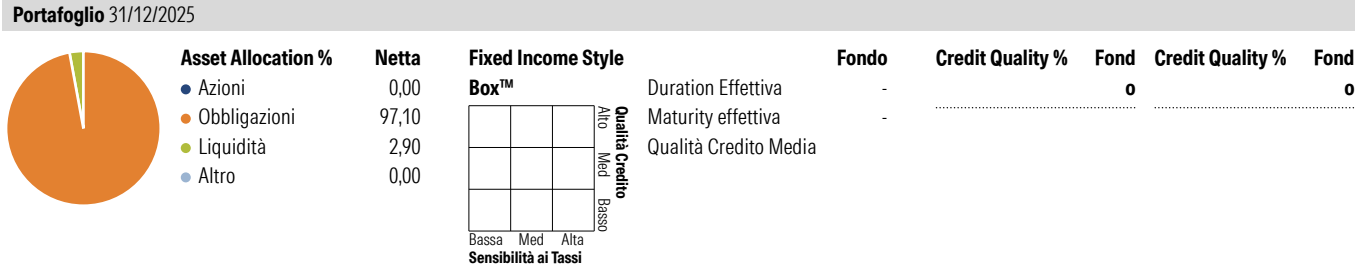 Portafoglio 31/12/2025
Asset Allocation % Netta
Azioni 0,00
Obbligazioni 97,10
Liquidità 2,90
Altro 0,00
Fixed Income Style
Box™
Alto Med Basso
Qualità Credito
Bassa Med Alta
Sensibilità ai Tassi
Fondo
Duration Effettiva -
Maturity effettiva -
Qualità Credito Media
Credit Quality % Fond
o
Credit Quality % Fond
o